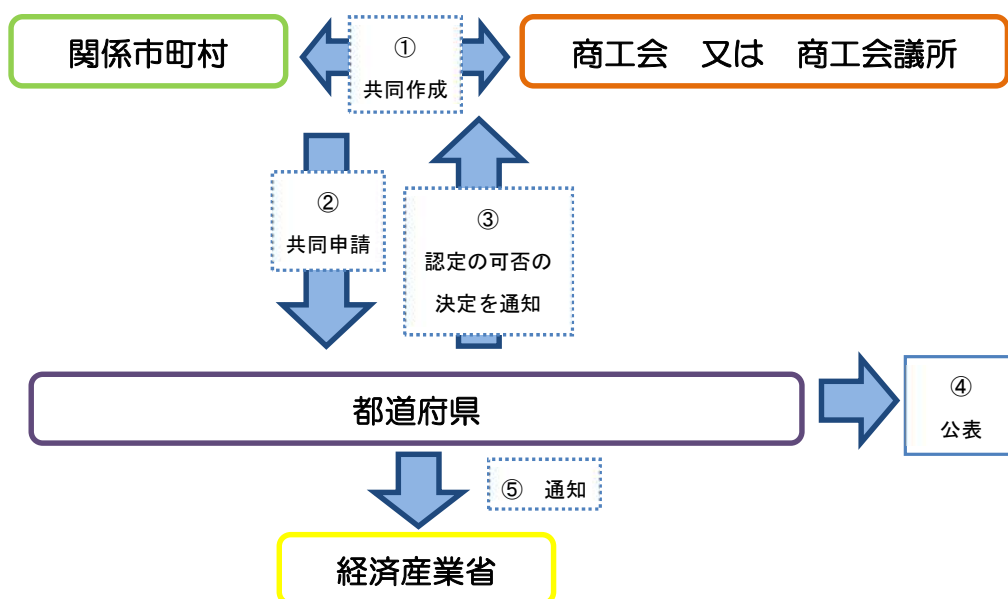 関係市町村
①
共同作成
商工会　又は　商工会議所
②
共同申請
③
認定の可否の
決定を通知
都道府県
④
公表
⑤　通知
経済産業省